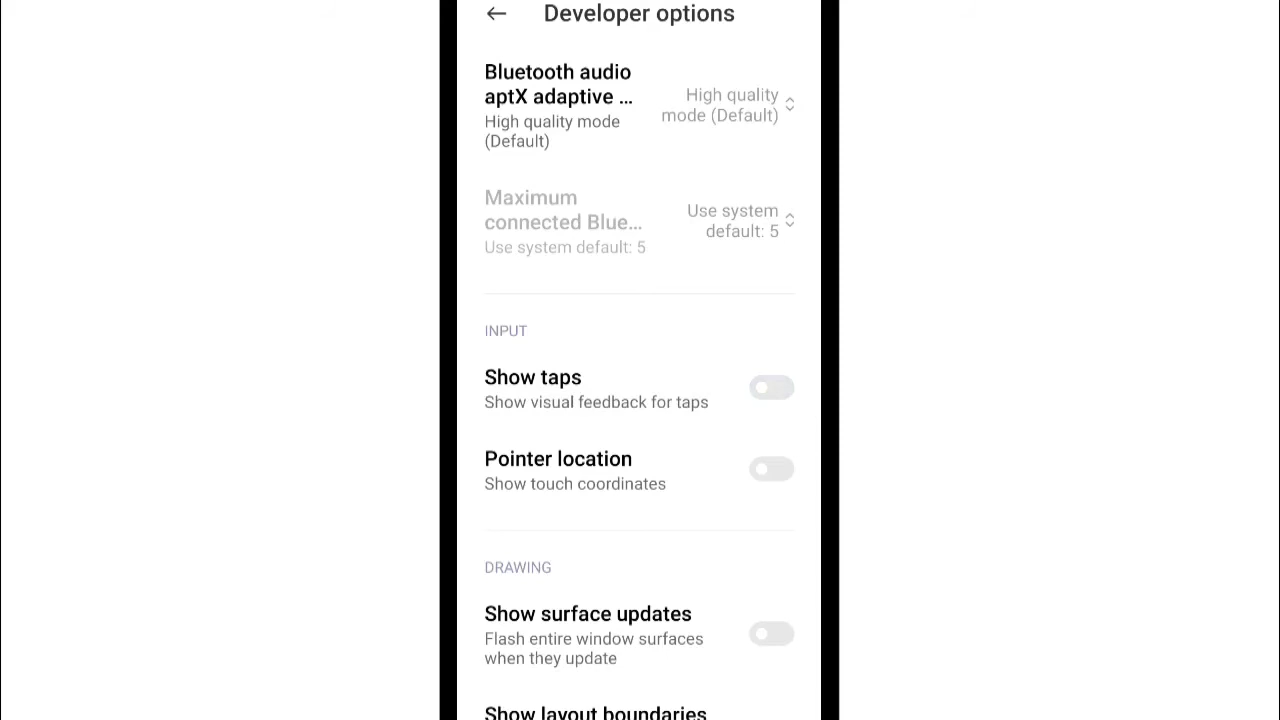 Developer options
Bluetooth audio
aptX adaptive ...
High quality mode
(Default)
High quality
mode (Default)
Maximum
connected Blue...
Use system default: 5
Use system
default: 5
INPUT
Show taps
Show visual feedback for taps
Pointer location
Show touch coordinates
DRAWING
Show surface updates
Flash entire window surfaces
when they update
Show layout boundaries